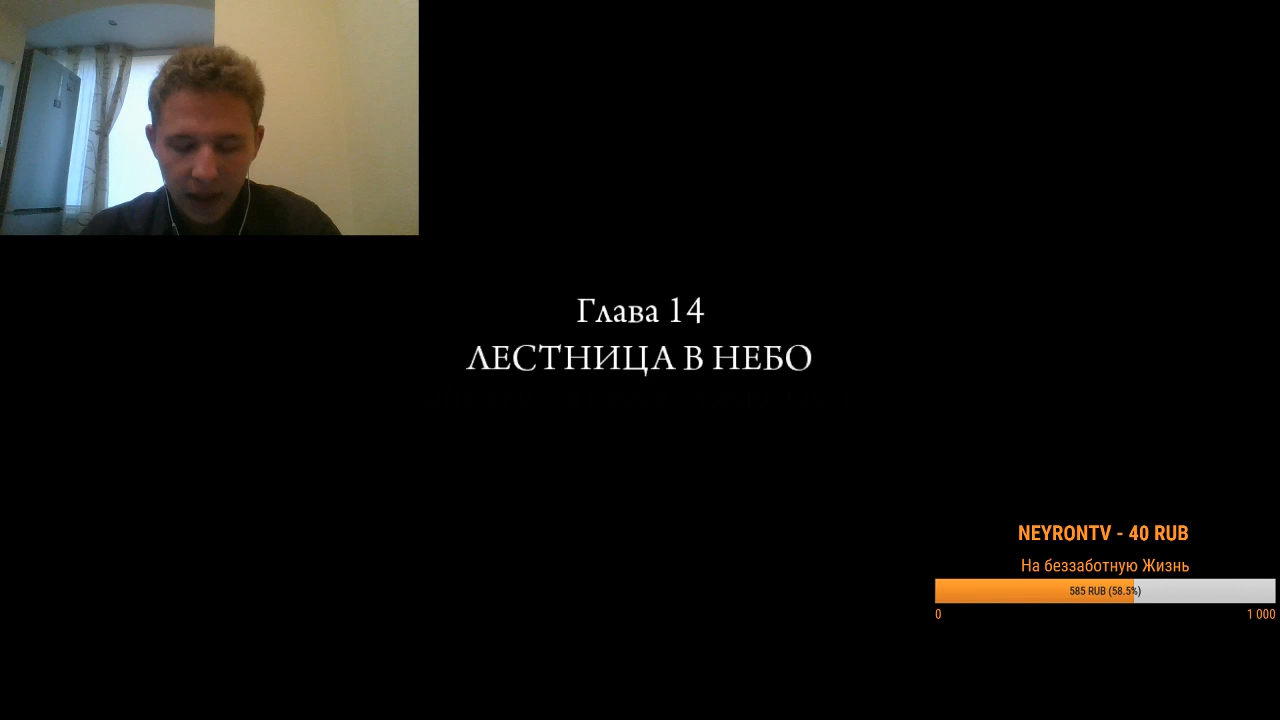 Глава 14
ЛЕСТНИЦА В НЕБО
NEYRONTV - 40 RUB
На беззаботную Жизнь
585 RUB (58.5%)
0 1 000